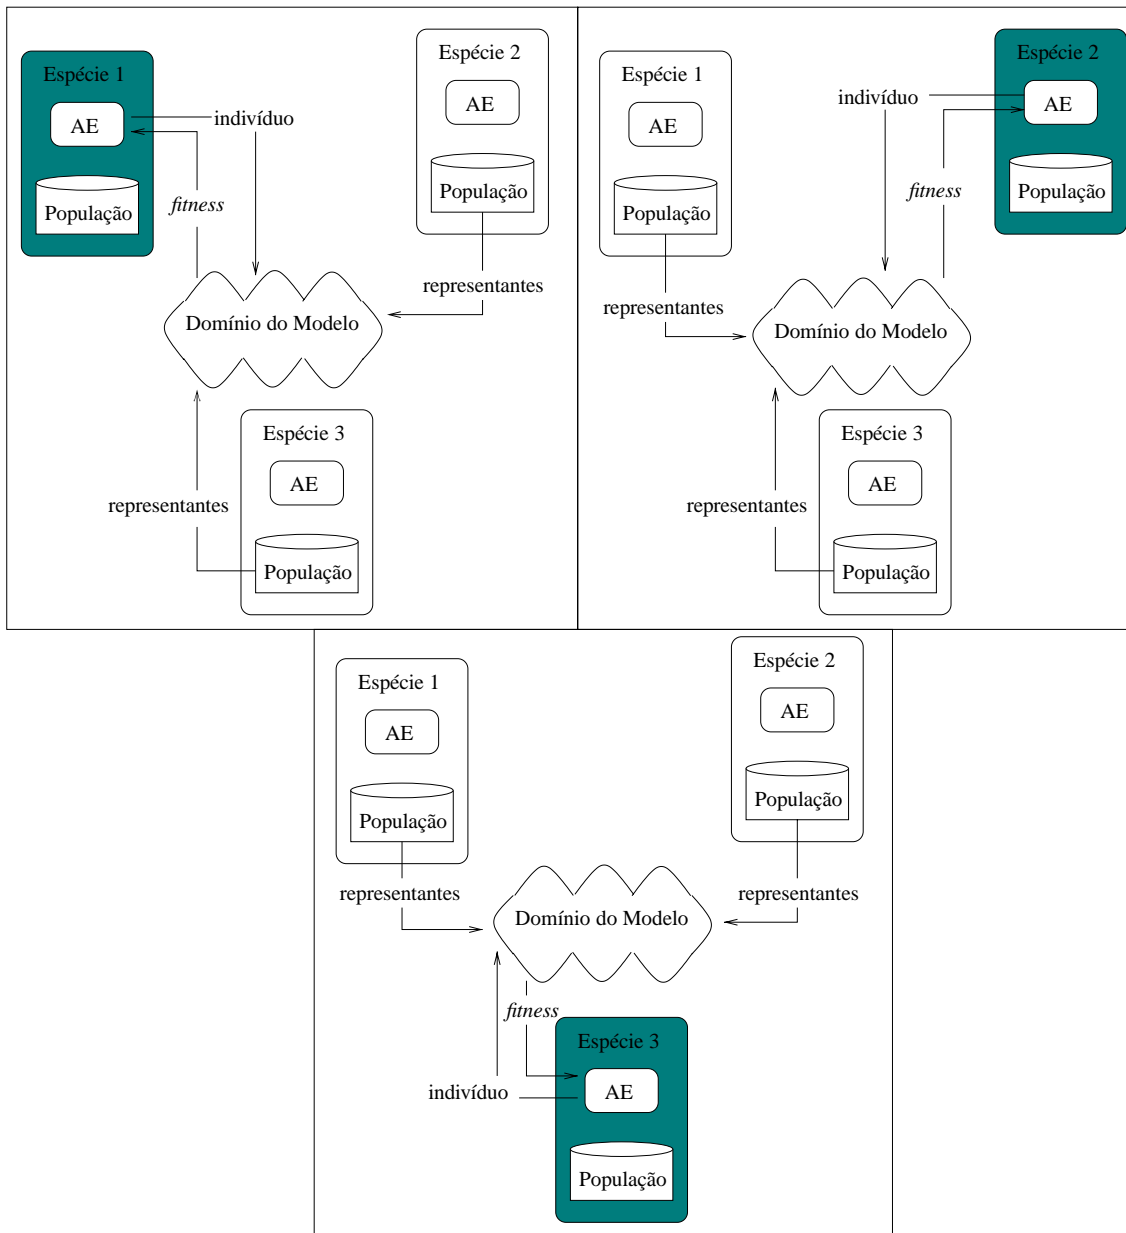 Espécie 1
AE
População
indivíduo
fitness
Espécie 2
AE
População
representantes
Domínio do Modelo
Espécie 3
AE
População
representantes
Espécie 1
AE
População
representantes
indivíduo
fitness
Espécie 2
AE
População
Domínio do Modelo
Espécie 3
AE
População
representantes
Espécie 1
AE
População
representantes
Espécie 2
AE
População
representantes
Domínio do Modelo
fitness
indivíduo
Espécie 3
AE
População